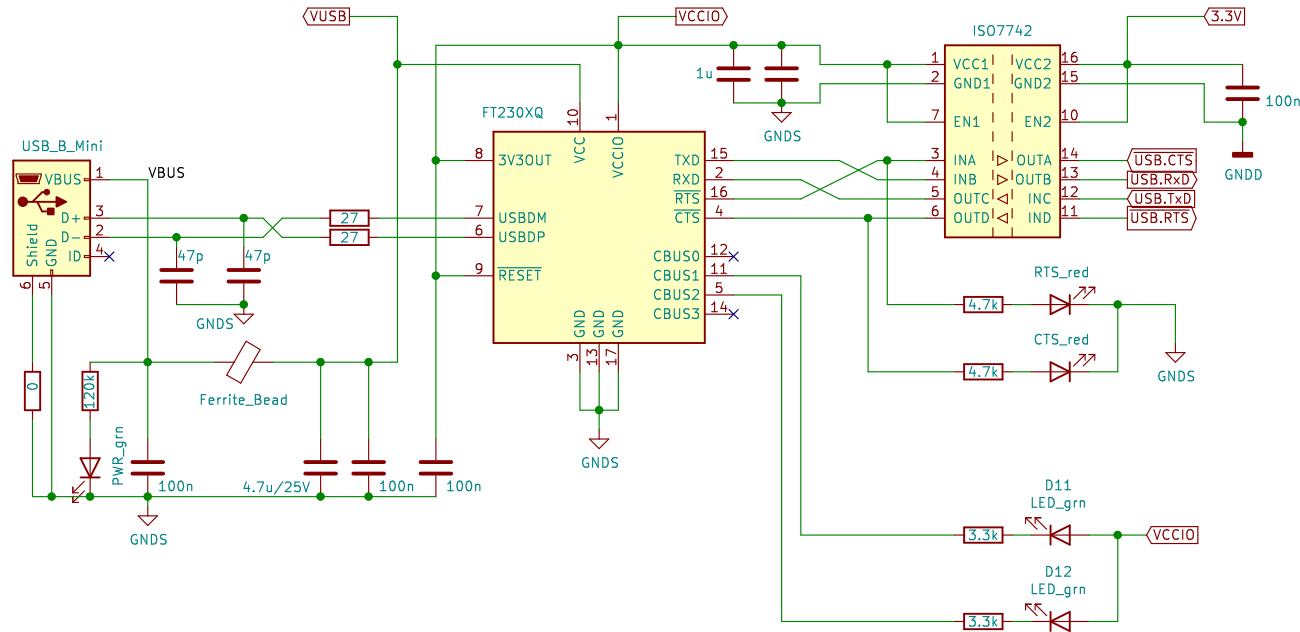 VUSB
VCCIO
3.3V
ISO7742
1u
GNDS
1 VCC1 VCC2 16
2 GND1 GND2 15
7 EN1 EN2 10
3 INA OUTA 14
4 INB OUTB 13
5 OUTC INC 12
6 OUTD IND 11
100n
GNDD
USB.CTS
USB.RxD
USB.TxD
USB.RTS
FT230XQ
10 VCC
1 VCCIO
8 3V3OUT
7 USBDM
6 USBDP
9 RESET
TXD 15
RXD 2
RTS 16
CTS 4
CBUS0 12
CBUS1 11
CBUS2 5
CBUS3 14
GND 3
GND 13
GND 17
GNDS
USB_B_Mini
VBUS 1
D+ 3
D- 2
ID 4
Shield 6
GND 5
VBUS
27
27
47p
47p
GNDS
0
120k
PWR_grn
Ferrite_Bead
100n
4.7u/25V
100n
100n
GNDS
RTS_red
4.7k
CTS_red
4.7k
GNDS
D11
LED_grn
3.3k
VCCIO
D12
LED_grn
3.3k